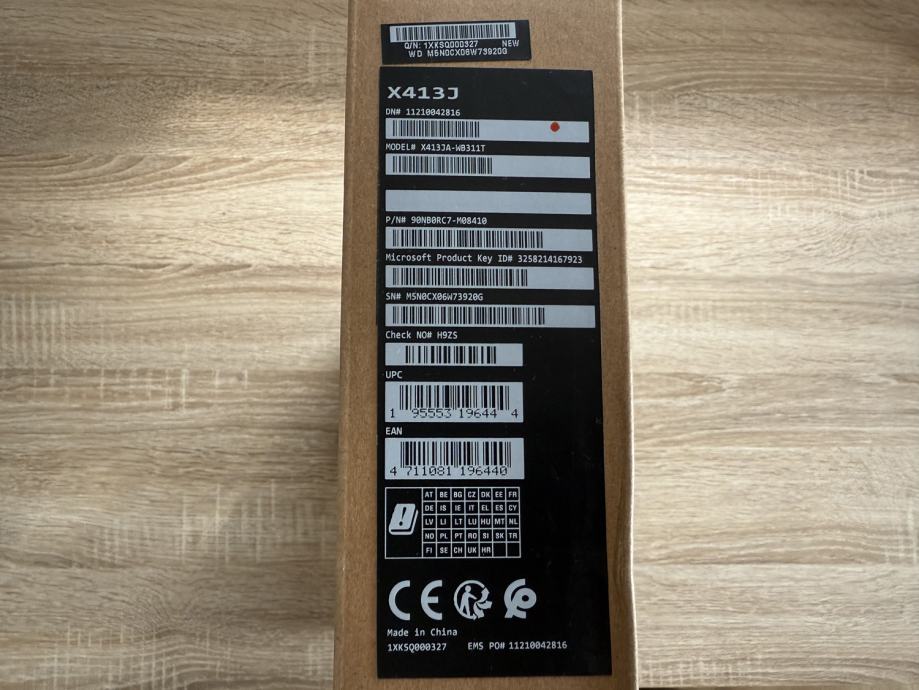 Q/N: 1XKSQ000327 NEW
WD M5N0CX06W73920G
X413J
DN# 11210042816
MODEL# X413JA-WB311T
P/N# 90NB0RC7-M08410
Microsoft Product Key ID# 3258214167923
SN# M5N0CX06W73920G
Check NO# H9ZS
UPC
1 95553 19644 4
EAN
4 711081 196440
AT BE BG CZ DK EE FR
DE IS IE IT EL ES CY
LV LI LT LU HU MT NL
NO PL PT RO SI SK TR
FI SE CH UK HR
CE
Made in China
1XKSQ000327 EMS PO# 11210042816